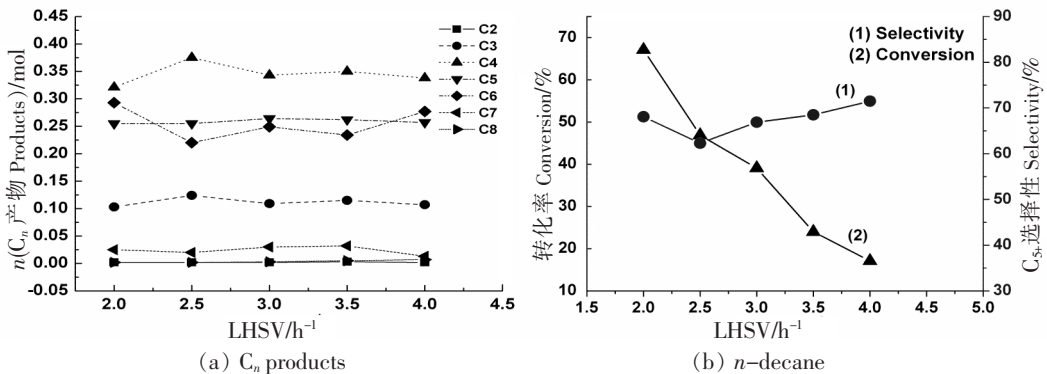 0.45
0.40
0.35
0.30
0.25
0.20
0.15
0.10
0.05
0.00
-0.05
n(Cn)产物 Products)/mol
C2
C3
C4
C5
C6
C7
C8
2.0 2.5 3.0 3.5 4.0 4.5
LHSV/h⁻¹
(a) Cn products
70
60
50
40
30
20
10
转化率 Conversion/%
(1) Selectivity
(2) Conversion
(1)
(2)
90
80
70
60
50
40
30
C5+选择性 Selectivity/%
1.5 2.0 2.5 3.0 3.5 4.0 4.5
LHSV/h⁻¹
(b) n-decane